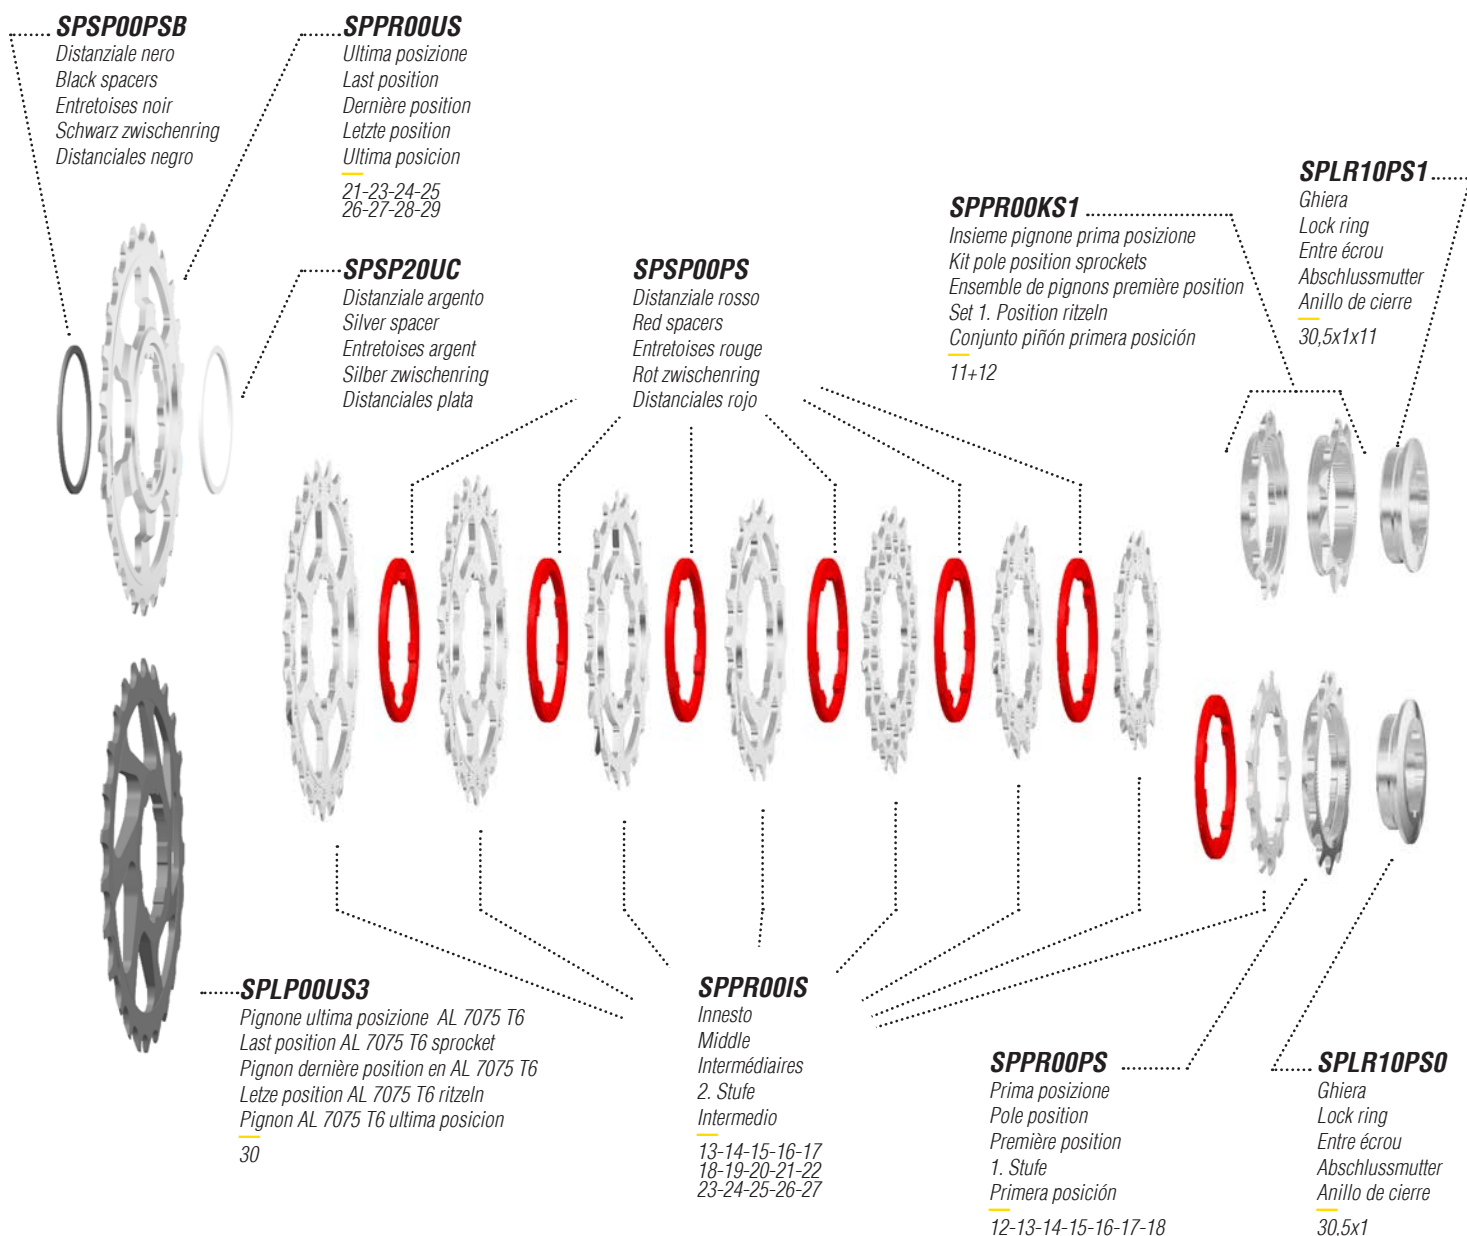 SPSP00PSB
Distanziale nero
Black spacers
Entretoises noir
Schwarz zwischenring
Distanciales negro
SPPR00US
Ultima posizione
Last position
Dernière position
Letzte position
Ultima posicion
21-23-24-25
26-27-28-29
SPSP20UC
Distanziale argento
Silver spacer
Entretoises argent
Silber zwischenring
Distanciales plata
SPSP00PS
Distanziale rosso
Red spacers
Entretoises rouge
Rot zwischenring
Distanciales rojo
SPPR00KS1
Insieme pignone prima posizione
Kit pole position sprockets
Ensemble de pignons première position
Set 1. Position ritzeln
Conjunto piñón primera posición
11+12
SPLR10PS1
Ghiera
Lock ring
Entre écrou
Abschlussmutter
Anillo de cierre
30,5x1x11
SPLP00US3
Pignone ultima posizione AL 7075 T6
Last position AL 7075 T6 sprocket
Pignon dernière position en AL 7075 T6
Letze position AL 7075 T6 ritzeln
Pignon AL 7075 T6 ultima posicion
30
SPPR00IS
Innesto
Middle
Intermédiaires
2. Stufe
Intermedio
13-14-15-16-17
18-19-20-21-22
23-24-25-26-27
SPPR00PS
Prima posizione
Pole position
Première position
1. Stufe
Primera posición
12-13-14-15-16-17-18
SPLR10PS0
Ghiera
Lock ring
Entre écrou
Abschlussmutter
Anillo de cierre
30,5x1